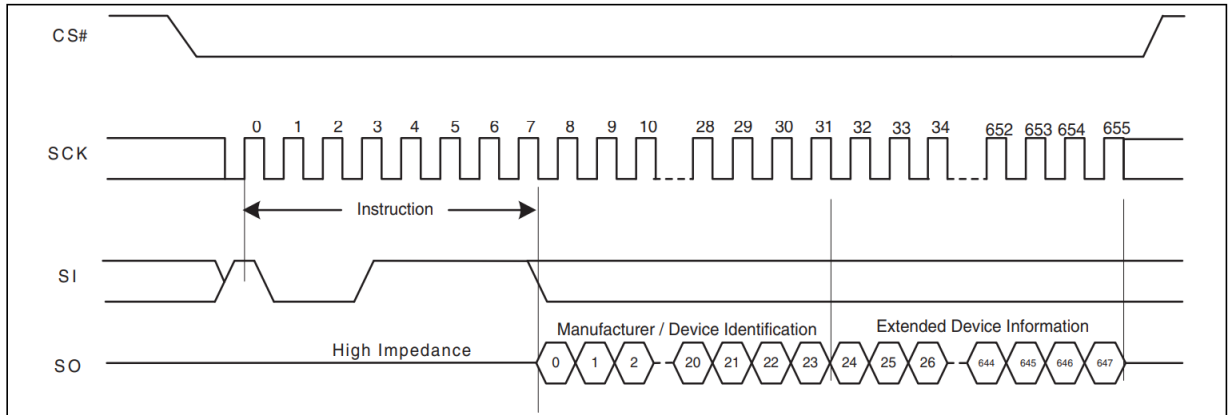 CS#
0 1 2 3 4 5 6 7 8 9 10 28 29 30 31 32 33 34 652 653 654 655
SCK
Instruction
SI
Manufacturer / Device Identification Extended Device Information
High Impedance
SO 0 1 2 20 21 22 23 24 25 26 644 645 646 647